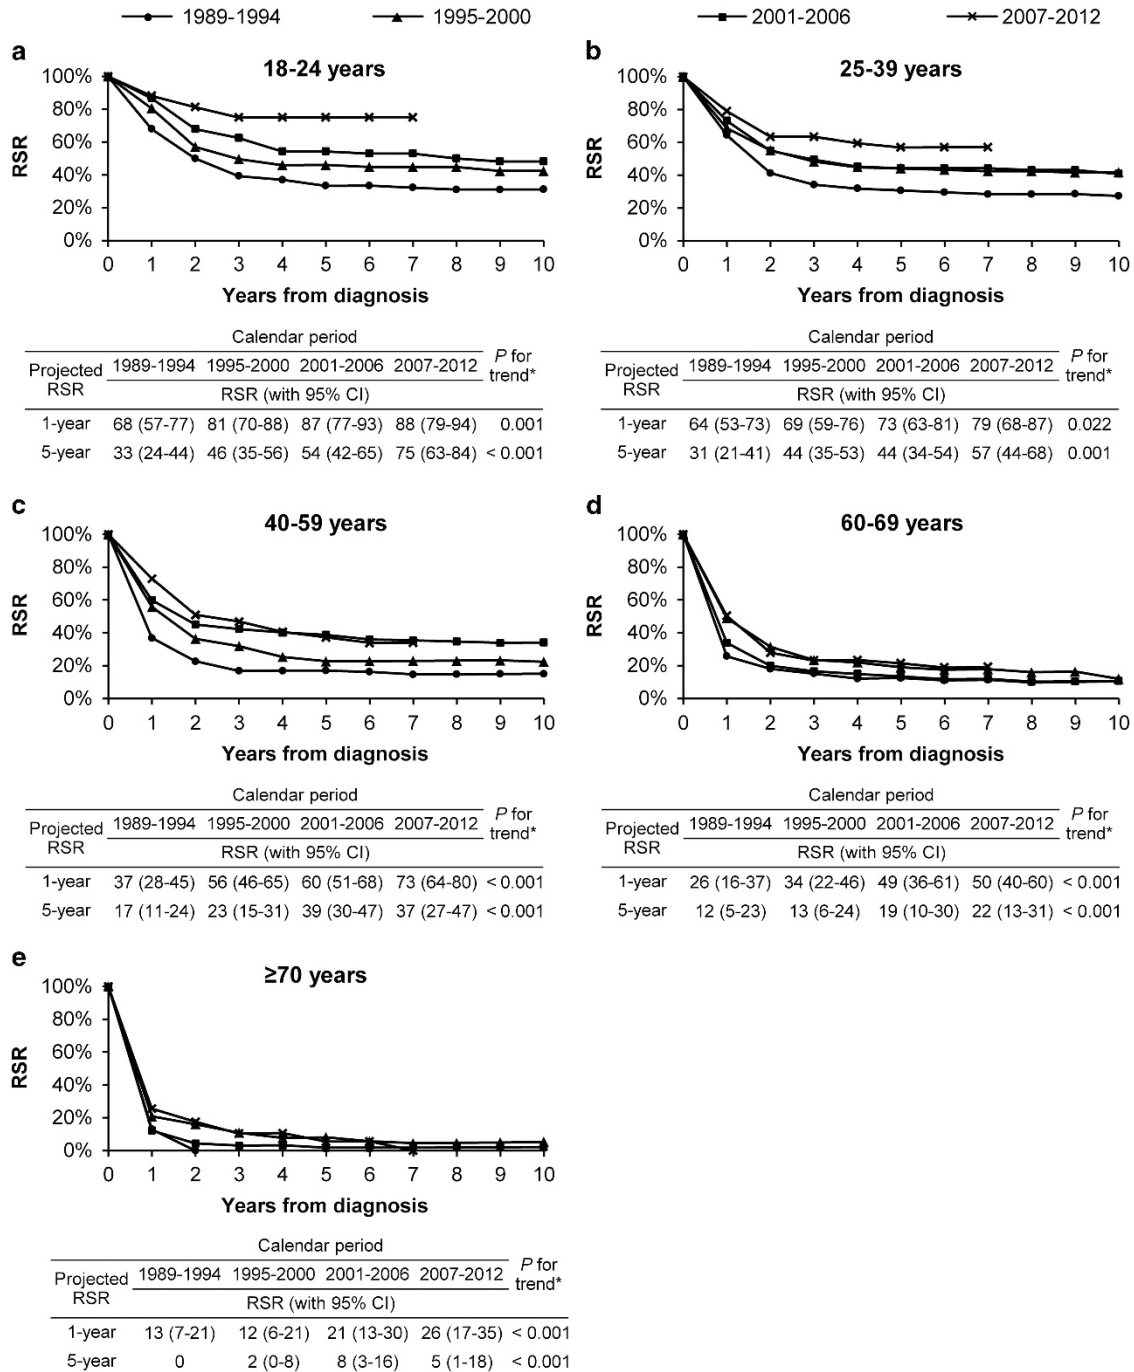 1989-1994 1995-2000 2001-2006 2007-2012
a
18-24 years
100%
80%
60%
40%
20%
0%
RSR
0 1 2 3 4 5 6 7 8 9 10
Years from diagnosis
Calendar period
Projected RSR 1989-1994 1995-2000 2001-2006 2007-2012 P for trend*
RSR (with 95% CI)
1-year 68 (57-77) 81 (70-88) 87 (77-93) 88 (79-94) 0.001
5-year 33 (24-44) 46 (35-56) 54 (42-65) 75 (63-84) < 0.001
b
25-39 years
100%
80%
60%
40%
20%
0%
RSR
0 1 2 3 4 5 6 7 8 9 10
Years from diagnosis
Calendar period
Projected RSR 1989-1994 1995-2000 2001-2006 2007-2012 P for trend*
RSR (with 95% CI)
1-year 64 (53-73) 69 (59-76) 73 (63-81) 79 (68-87) 0.022
5-year 31 (21-41) 44 (35-53) 44 (34-54) 57 (44-68) 0.001
c
40-59 years
100%
80%
60%
40%
20%
0%
RSR
0 1 2 3 4 5 6 7 8 9 10
Years from diagnosis
Calendar period
Projected RSR 1989-1994 1995-2000 2001-2006 2007-2012 P for trend*
RSR (with 95% CI)
1-year 37 (28-45) 56 (46-65) 60 (51-68) 73 (64-80) < 0.001
5-year 17 (11-24) 23 (15-31) 39 (30-47) 37 (27-47) < 0.001
d
60-69 years
100%
80%
60%
40%
20%
0%
RSR
0 1 2 3 4 5 6 7 8 9 10
Years from diagnosis
Calendar period
Projected RSR 1989-1994 1995-2000 2001-2006 2007-2012 P for trend*
RSR (with 95% CI)
1-year 26 (16-37) 34 (22-46) 49 (36-61) 50 (40-60) < 0.001
5-year 12 (5-23) 13 (6-24) 19 (10-30) 22 (13-31) < 0.001
e
≥70 years
100%
80%
60%
40%
20%
0%
RSR
0 1 2 3 4 5 6 7 8 9 10
Years from diagnosis
Calendar period
Projected RSR 1989-1994 1995-2000 2001-2006 2007-2012 P for trend*
RSR (with 95% CI)
1-year 13 (7-21) 12 (6-21) 21 (13-30) 26 (17-35) < 0.001
5-year 0 2 (0-8) 8 (3-16) 5 (1-18) < 0.001